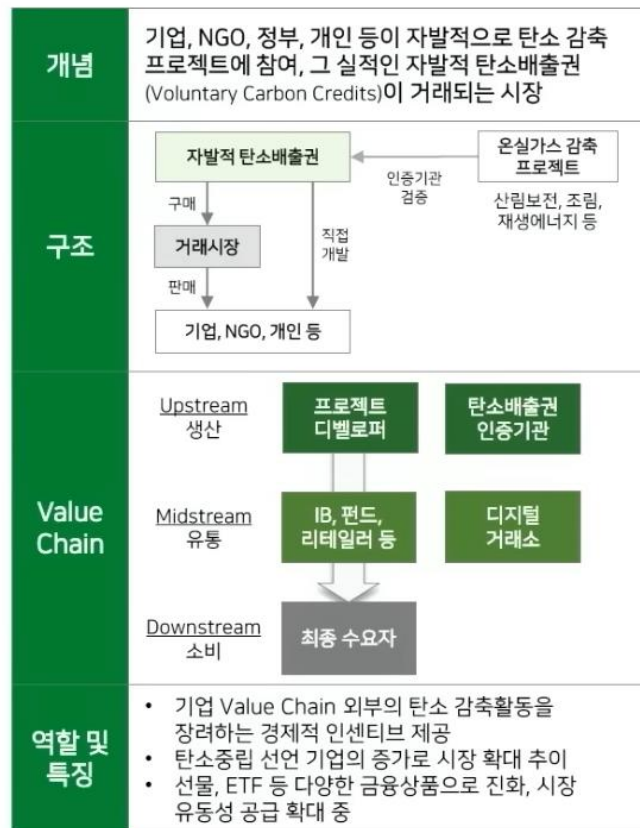 개념
기업, NGO, 정부, 개인 등이 자발적으로 탄소 감축
프로젝트에 참여, 그 실적인 자발적 탄소배출권
(Voluntary Carbon Credits)이 거래되는 시장
구조
자발적 탄소배출권
온실가스 감축
프로젝트
인증기관
검증
산림보전, 조림,
재생에너지 등
구매
거래시장
직접
개발
판매
기업, NGO, 개인 등
Value
Chain
Upstream
생산
프로젝트
디벨로퍼
탄소배출권
인증기관
Midstream
유통
IB, 펀드,
리테일러 등
디지털
거래소
Downstream
소비
최종 수요자
역할 및
특징
• 기업 Value Chain 외부의 탄소 감축활동을
장려하는 경제적 인센티브 제공
• 탄소중립 선언 기업의 증가로 시장 확대 추이
• 선물, ETF 등 다양한 금융상품으로 진화, 시장
유동성 공급 확대 중